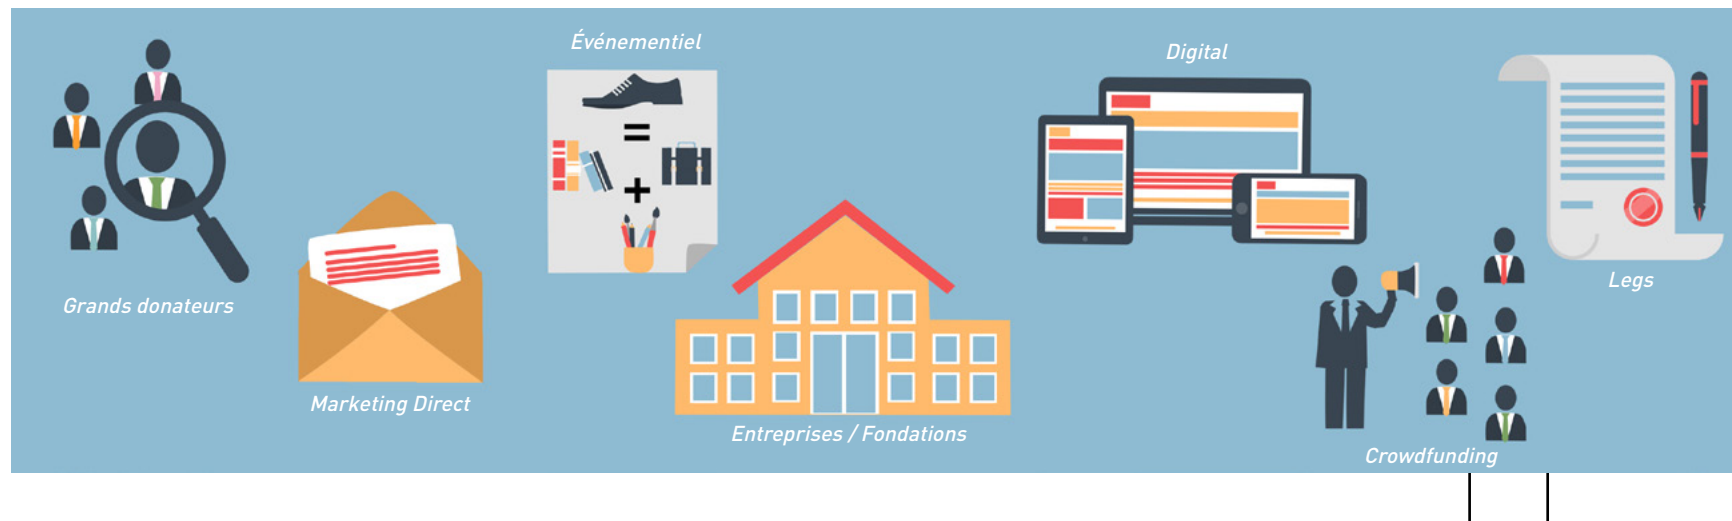 Grands donateurs
Marketing Direct
Événementiel
Entreprises / Fondations
Digital
Crowdfunding
Legs